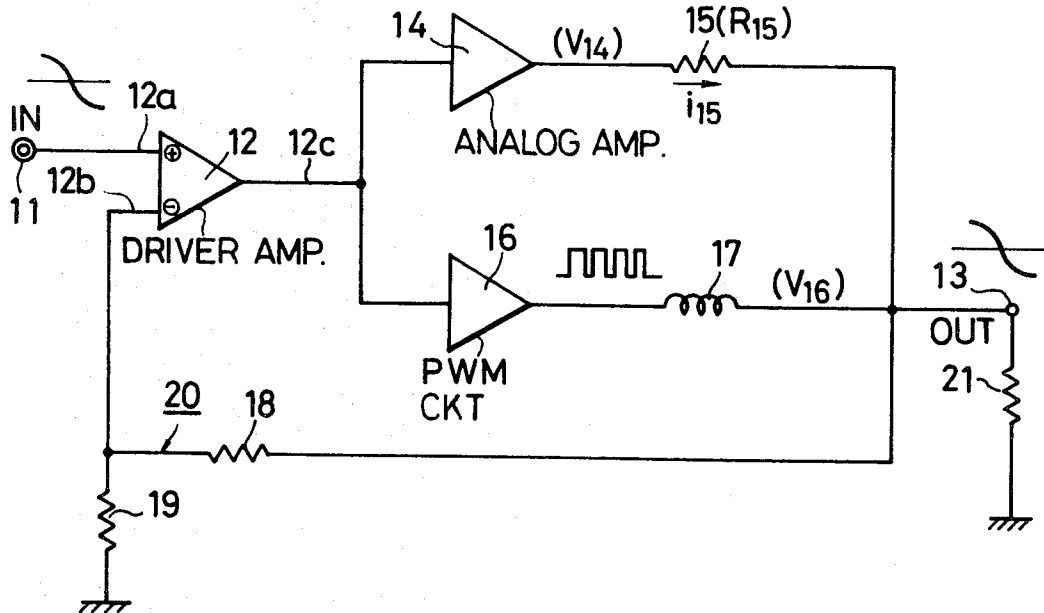 14
(V14)
15(R15)
i15
ANALOG AMP.
IN
12a
12
12c
11
12b
⊕
⊖
DRIVER AMP.
16
17
(V16)
13
OUT
PWM
CKT
21
20
18
19